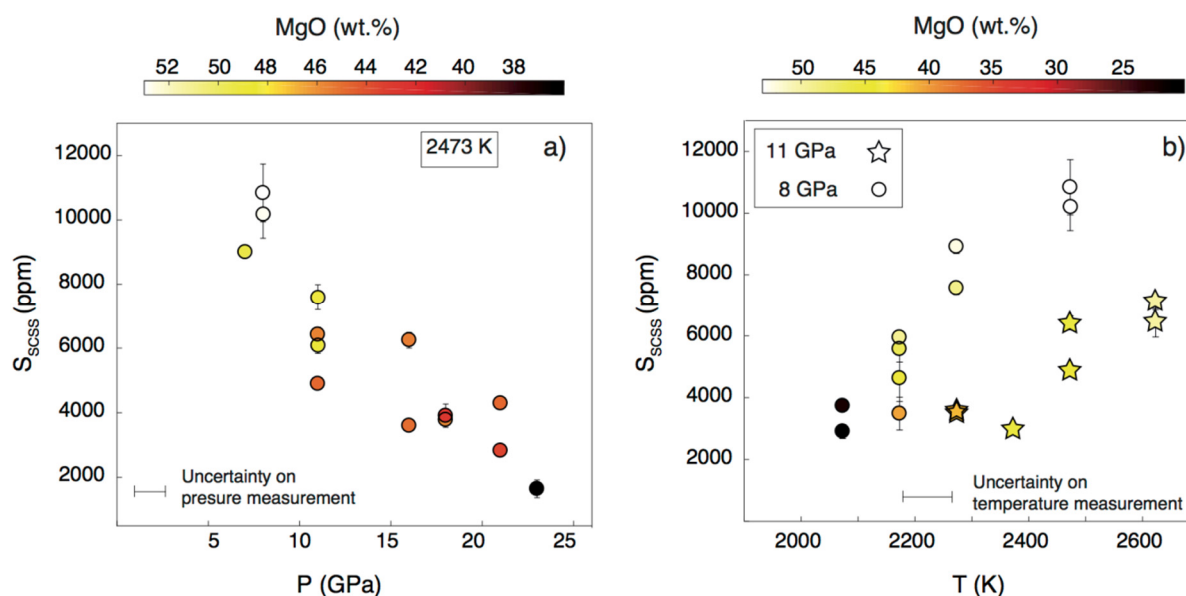 MgO (wt.%)
52 50 48 46 44 42 40 38
12000
10000
8000
6000
4000
2000
S_SCSS (ppm)
2473 K
a)
Uncertainty on
presure measurement
5 10 15 20 25
P (GPa)
MgO (wt.%)
50 45 40 35 30 25
12000
10000
8000
6000
4000
2000
S_SCSS (ppm)
11 GPa
8 GPa
b)
Uncertainty on
temperature measurement
2000 2200 2400 2600
T (K)